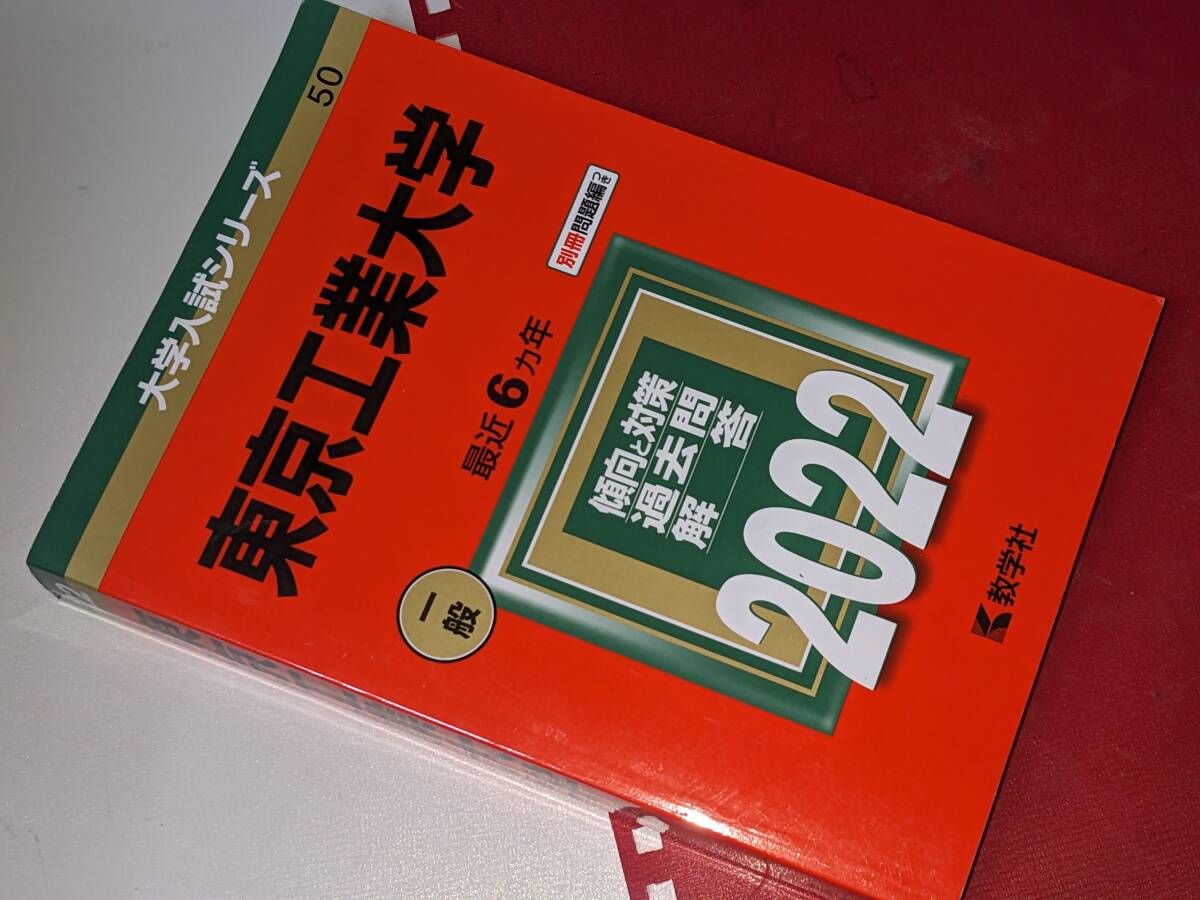 大学入試シリーズ
50
東京工業大学
別冊問題編つき
最近6カ年
傾向と対策
過去問
解答
2022
一般
教学社